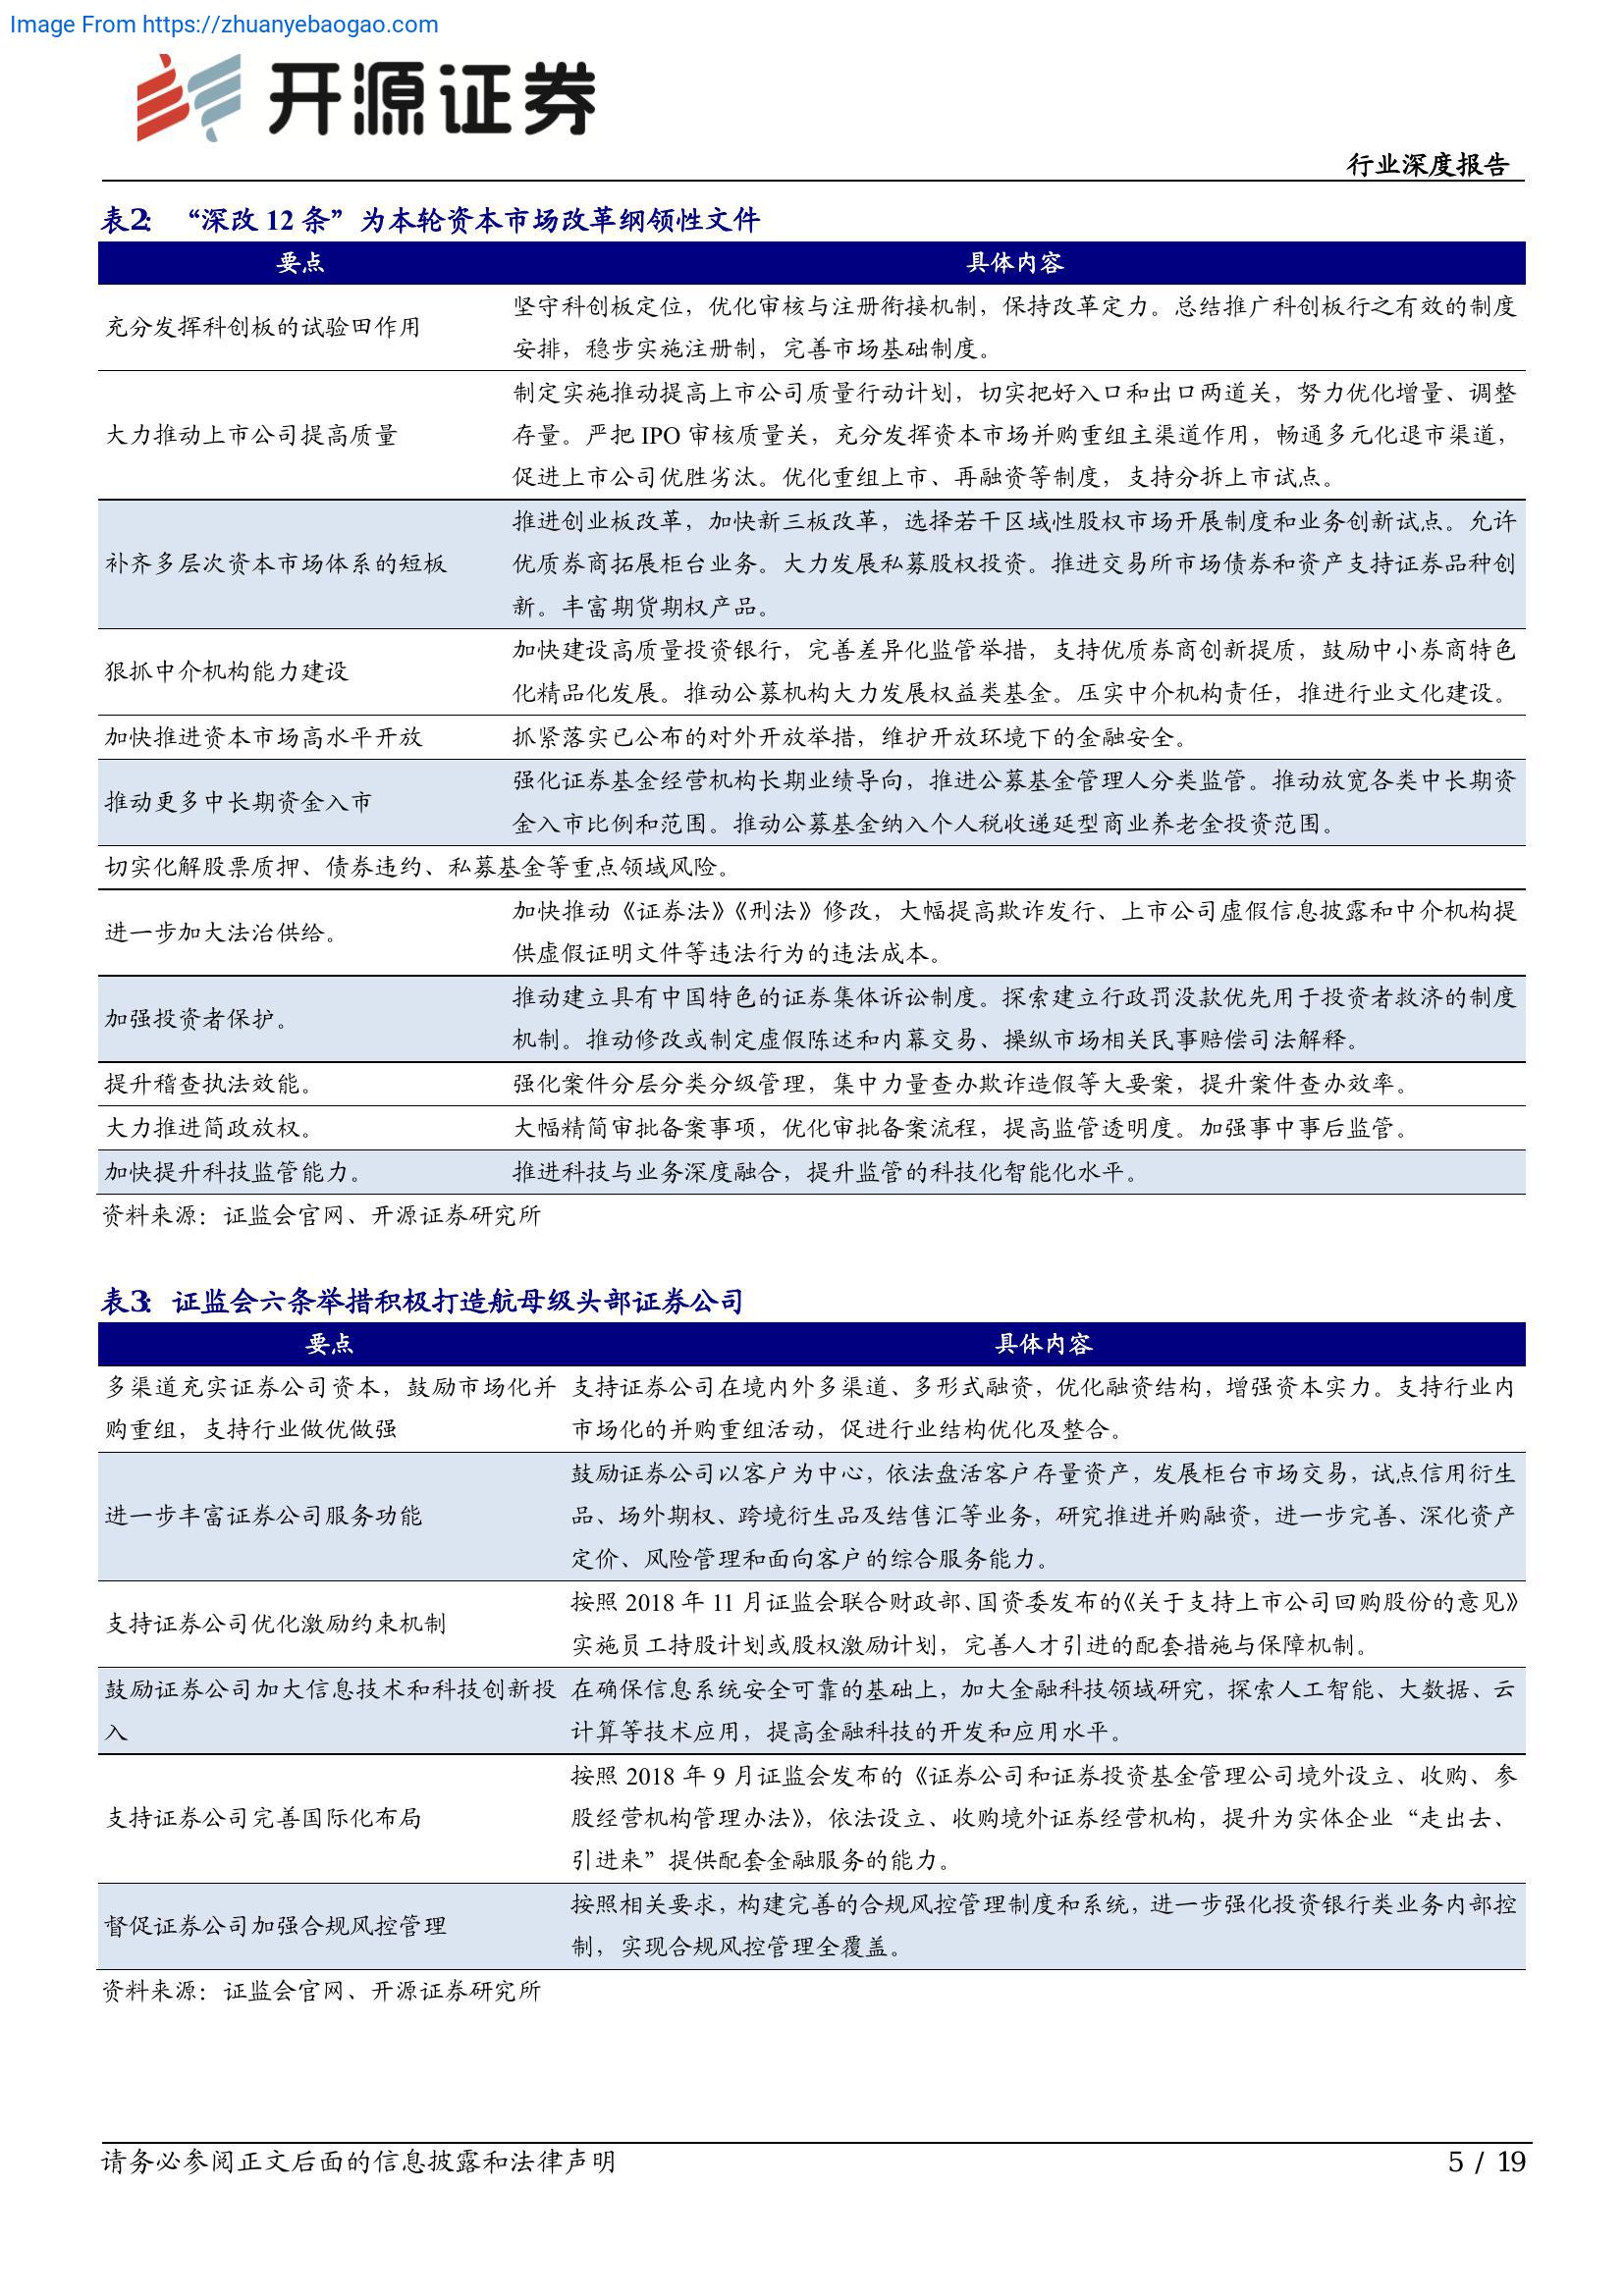 Image From https://zhuanyebaogao.com
开源证券
行业深度报告
表2： “深改 12 条”为本轮资本市场改革纲领性文件
要点 具体内容
充分发挥科创板的试验田作用
坚守科创板定位，优化审核与注册衔接机制，保持改革定力。总结推广科创板行之有效的制度
安排，稳步实施注册制，完善市场基础制度。
大力推动上市公司提高质量
制定实施推动提高上市公司质量行动计划，切实把好入口和出口两道关，努力优化增量、调整
存量。严把 IPO 审核质量关，充分发挥资本市场并购重组主渠道作用，畅通多元化退市渠道，
促进上市公司优胜劣汰。优化重组上市、再融资等制度，支持分拆上市试点。
补齐多层次资本市场体系的短板
推进创业板改革，加快新三板改革，选择若干区域性股权市场开展制度和业务创新试点。允许
优质券商拓展柜台业务。大力发展私募股权投资。推进交易所市场债券和资产支持证券品种创
新。丰富期货期权产品。
狠抓中介机构能力建设
加快建设高质量投资银行，完善差异化监管举措，支持优质券商创新提质，鼓励中小券商特色
化精品化发展。推动公募机构大力发展权益类基金。压实中介机构责任，推进行业文化建设。
加快推进资本市场高水平开放 抓紧落实已公布的对外开放举措，维护开放环境下的金融安全。
推动更多中长期资金入市
强化证券基金经营机构长期业绩导向，推进公募基金管理人分类监管。推动放宽各类中长期资
金入市比例和范围。推动公募基金纳入个人税收递延型商业养老金投资范围。
切实化解股票质押、债券违约、私募基金等重点领域风险。
进一步加大法治供给。
加快推动《证券法》《刑法》修改，大幅提高欺诈发行、上市公司虚假信息披露和中介机构提
供虚假证明文件等违法行为的违法成本。
加强投资者保护。
推动建立具有中国特色的证券集体诉讼制度。探索建立行政罚没款优先用于投资者救济的制度
机制。推动修改或制定虚假陈述和内幕交易、操纵市场相关民事赔偿司法解释。
提升稽查执法效能。 强化案件分层分类分级管理，集中力量查办欺诈造假等大要案，提升案件查办效率。
大力推进简政放权。 大幅精简审批备案事项，优化审批备案流程，提高监管透明度。加强事中事后监管。
加快提升科技监管能力。 推进科技与业务深度融合，提升监管的科技化智能化水平。
资料来源：证监会官网、开源证券研究所
表3：证监会六条举措积极打造航母级头部证券公司
要点 具体内容
多渠道充实证券公司资本，鼓励市场化并
购重组，支持行业做优做强
支持证券公司在境内外多渠道、多形式融资，优化融资结构，增强资本实力。支持行业内
市场化的并购重组活动，促进行业结构优化及整合。
进一步丰富证券公司服务功能
鼓励证券公司以客户为中心，依法盘活客户存量资产，发展柜台市场交易，试点信用衍生
品、场外期权、跨境衍生品及结售汇等业务，研究推进并购融资，进一步完善、深化资产
定价、风险管理和面向客户的综合服务能力。
支持证券公司优化激励约束机制
按照 2018 年 11 月证监会联合财政部、国资委发布的《关于支持上市公司回购股份的意见》
实施员工持股计划或股权激励计划，完善人才引进的配套措施与保障机制。
鼓励证券公司加大信息技术和科技创新投
入
在确保信息系统安全可靠的基础上，加大金融科技领域研究，探索人工智能、大数据、云
计算等技术应用，提高金融科技的开发和应用水平。
支持证券公司完善国际化布局
按照 2018 年 9 月证监会发布的《证券公司和证券投资基金管理公司境外设立、收购、参
股经营机构管理办法》，依法设立、收购境外证券经营机构，提升为实体企业“走出去、
引进来”提供配套金融服务的能力。
督促证券公司加强合规风控管理
按照相关要求，构建完善的合规风控管理制度和系统，进一步强化投资银行类业务内部控
制，实现合规风控管理全覆盖。
资料来源：证监会官网、开源证券研究所
请务必参阅正文后面的信息披露和法律声明
5 / 19